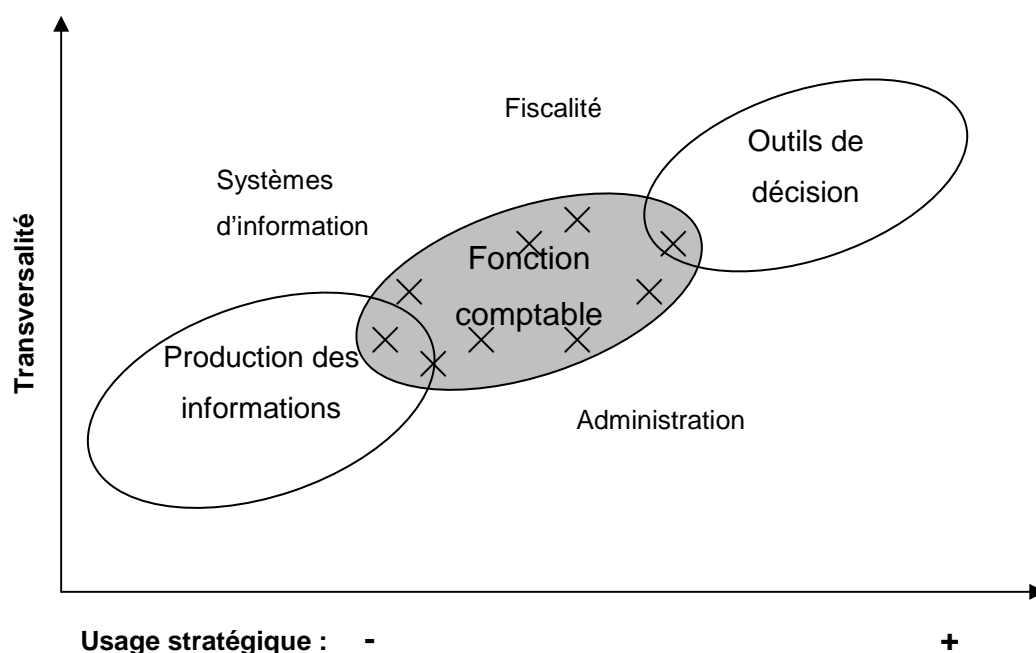 Fiscalité
Outils de
décision
Systèmes
d'information
Fonction
comptable
Production des
informations
Administration
Transversalité
Usage stratégique : - +